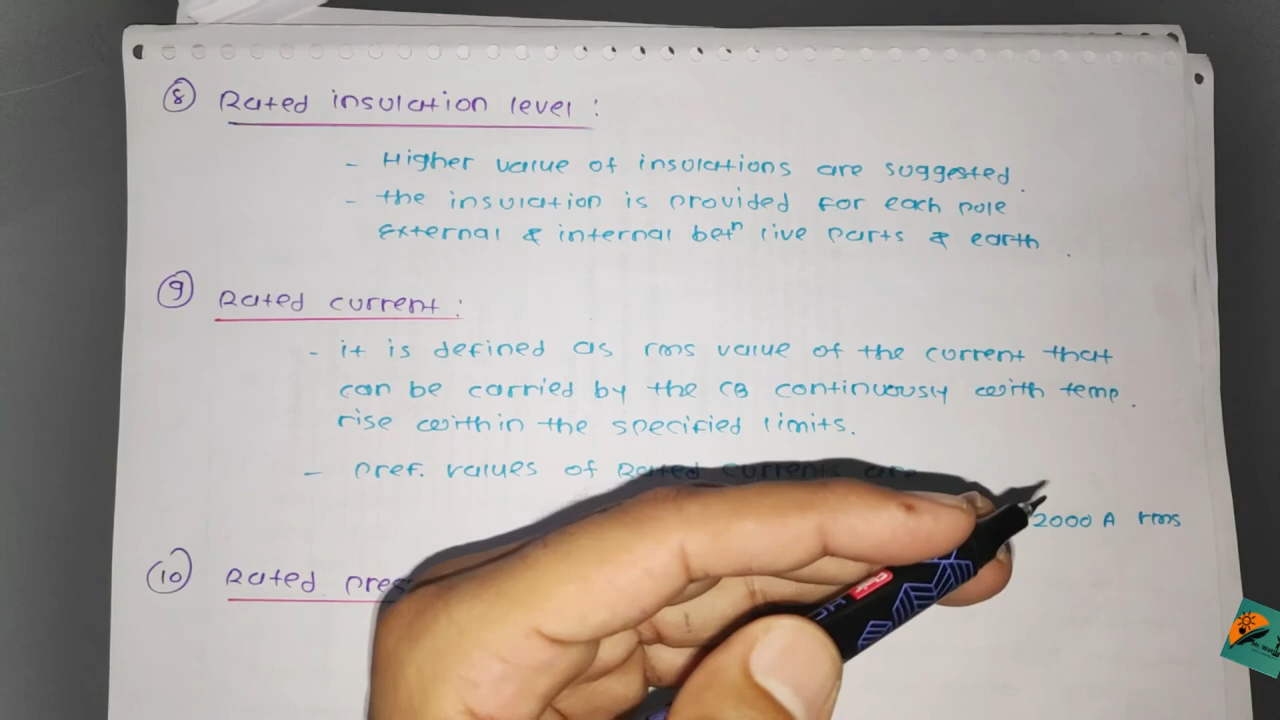 8 Rated insulation level :
- Higher value of insulations are suggested.
- the insulation is provided for each pole
external & internal betⁿ live parts & earth.
9 Rated current :
- it is defined as rms value of the current that
can be carried by the CB continuously with temp.
rise within the specified limits.
- pref. values of Rated currents are
2000 A rms
10 Rated